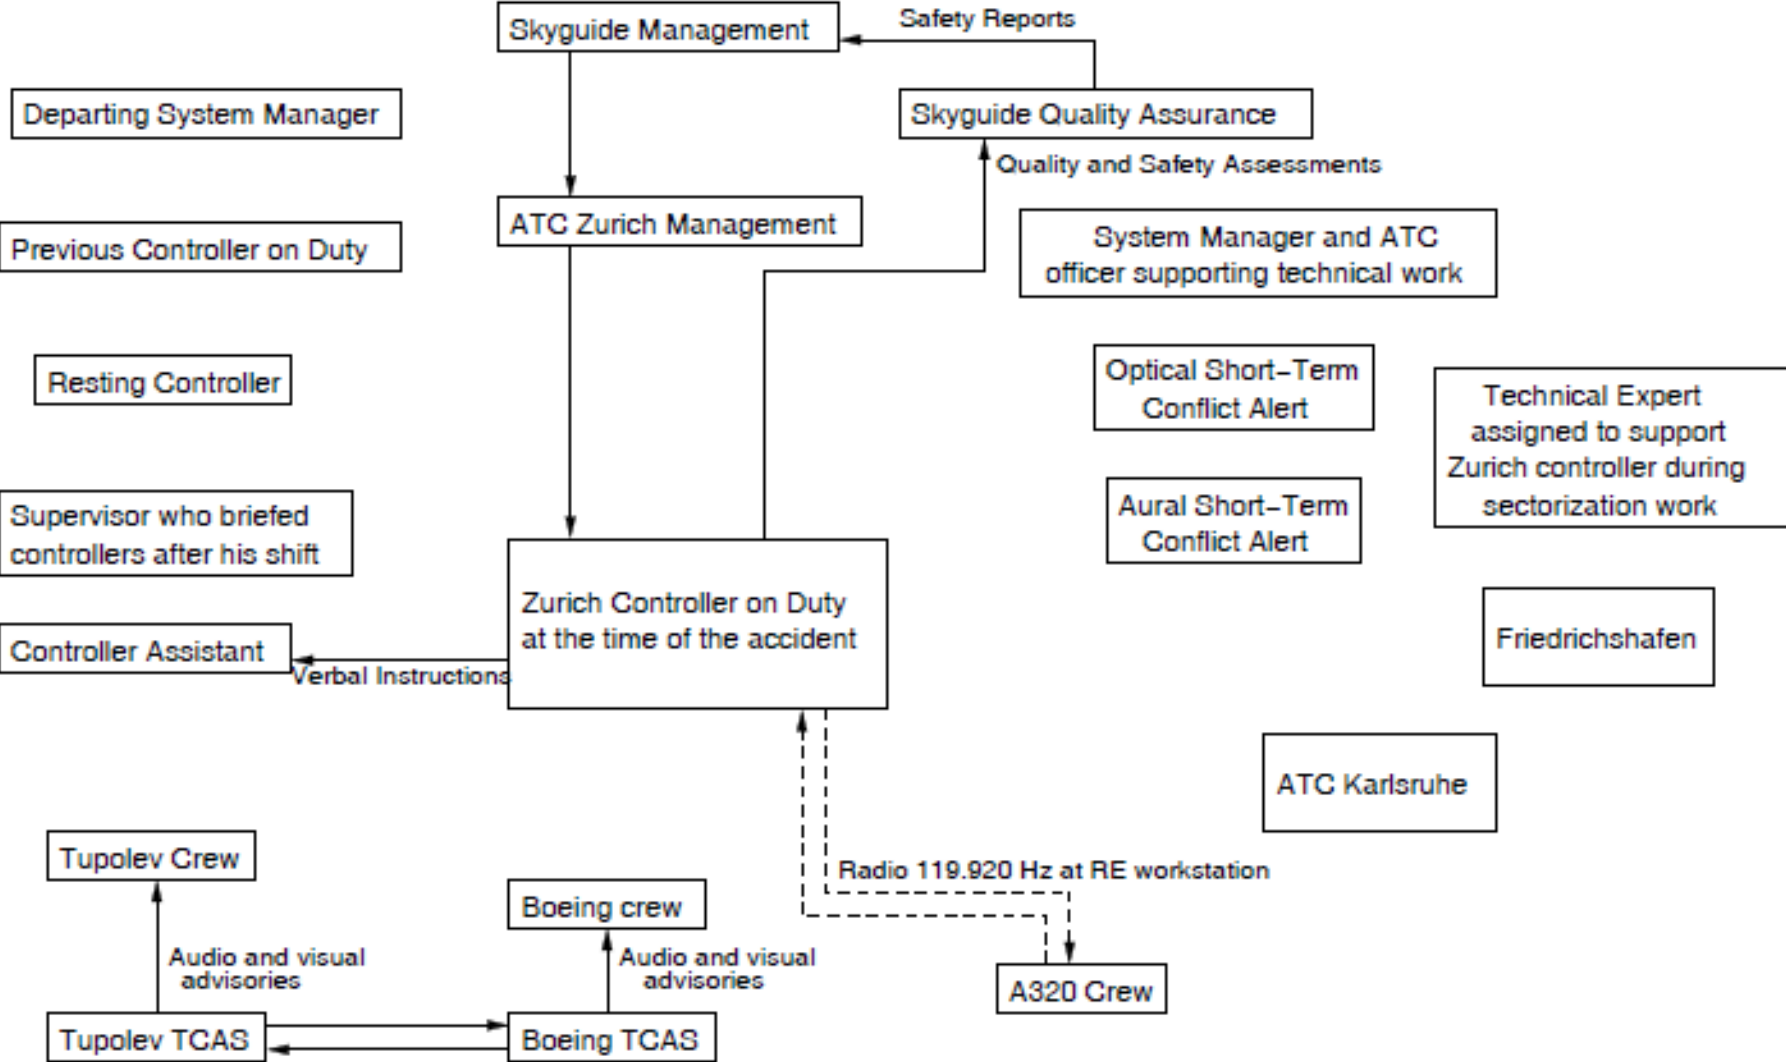 Skyguide Management
Safety Reports
Departing System Manager
Skyguide Quality Assurance
Quality and Safety Assessments
ATC Zurich Management
Previous Controller on Duty
System Manager and ATC
officer supporting technical work
Resting Controller
Optical Short-Term
Conflict Alert
Technical Expert
assigned to support
Zurich controller during
sectorization work
Supervisor who briefed
controllers after his shift
Aural Short-Term
Conflict Alert
Zurich Controller on Duty
at the time of the accident
Friedrichshafen
Controller Assistant
Verbal Instructions
ATC Karlsruhe
Tupolev Crew
Radio 119.920 Hz at RE workstation
Boeing crew
Audio and visual
advisories
Audio and visual
advisories
A320 Crew
Tupolev TCAS
Boeing TCAS